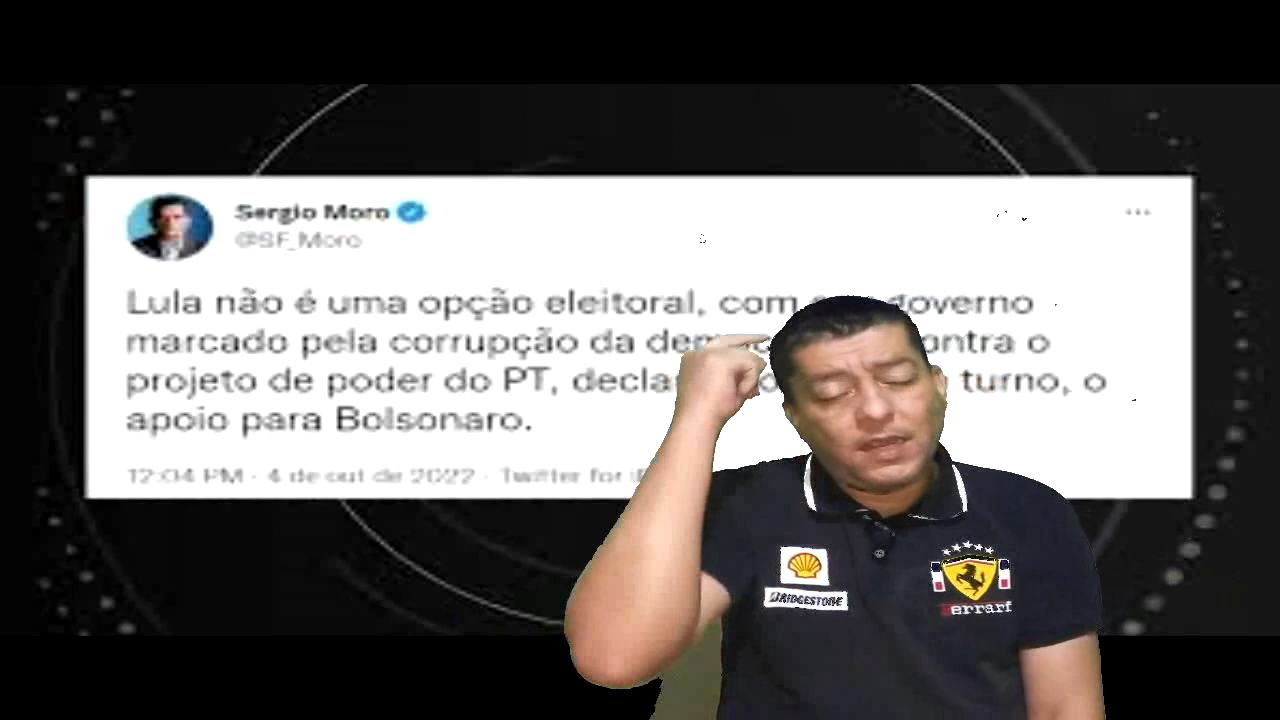 Sergio Moro
@SF_Moro
Lula não é uma opção eleitoral, com governo
marcado pela corrupção da contra o
projeto de poder do PT, turno, o
apoio para Bolsonaro.
12:04 PM · 4 de out de 2022 · Twitter for
BRIDGESTONE
Ferrari